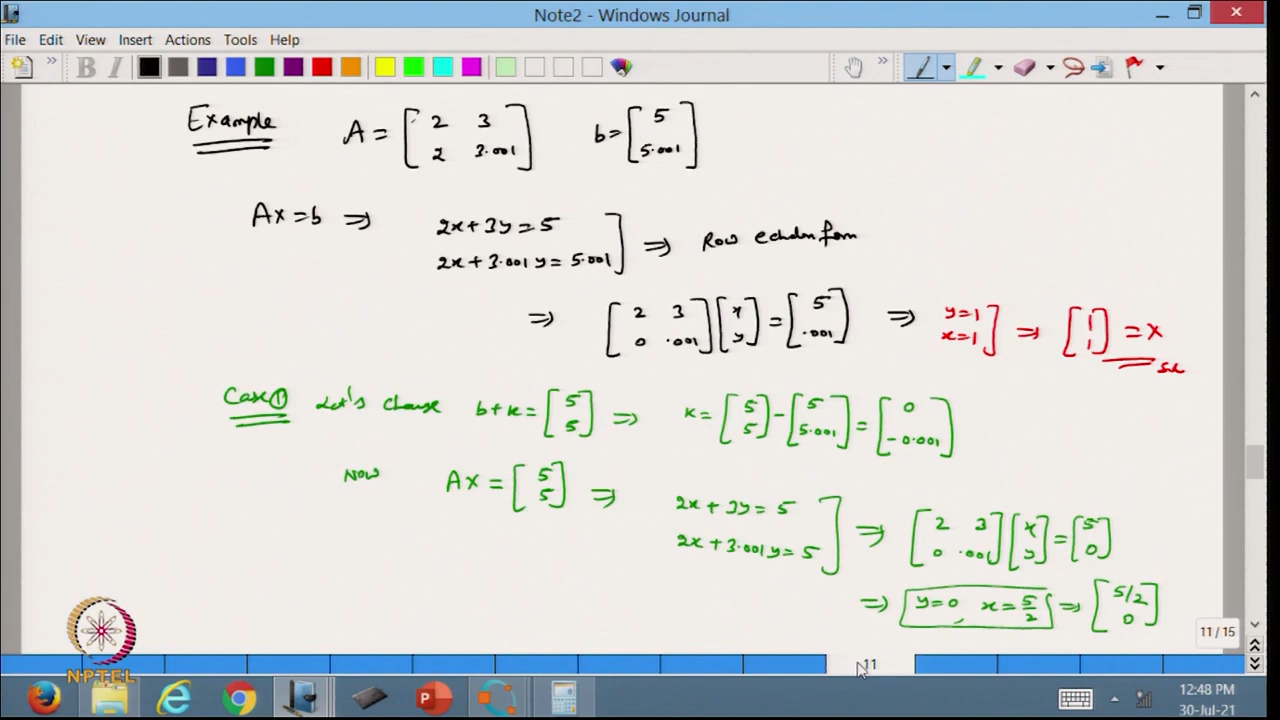 Note2 - Windows Journal
File Edit View Insert Actions Tools Help
Example A = [2 3; 2 3.001] b = [5; 5.001]
Ax = b ⇒ 2x + 3y = 5
2x + 3.001y = 5.001 ] ⇒ Row echelon form
⇒ [2 3; 0 .001] [x; y] = [5; .001] ⇒ y=1 x=1 ] ⇒ [1; 1] = x
Case ① Let's change b+k = [5; 5] ⇒ k = [5; 5] - [5; 5.001] = [0; -0.001]
Now Ax = [5; 5] ⇒ 2x + 3y = 5
2x + 3.001y = 5 ] ⇒ [2 3; 0 .001] [x; y] = [5; 0]
⇒ y=0, x = 5/2 ⇒ [5/2; 0]
11 / 15
NPTEL
11
12:48 PM
30-Jul-21